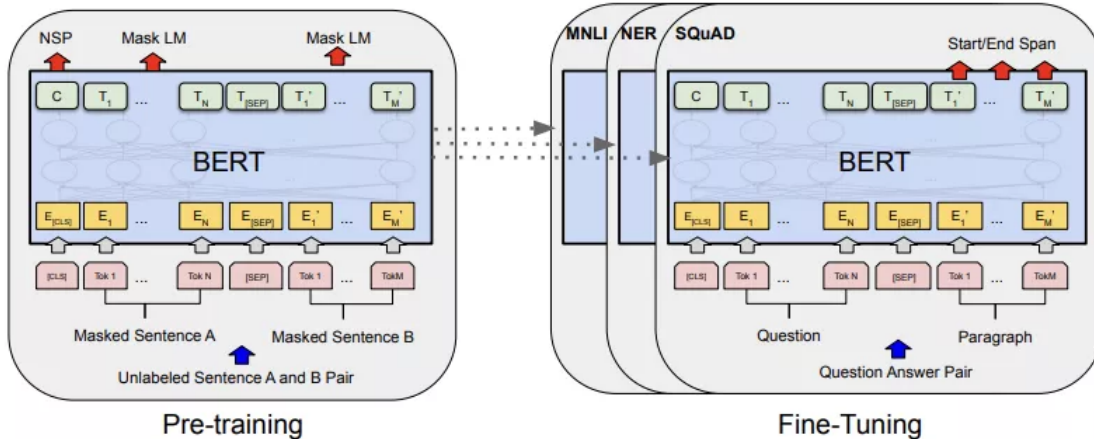 NSP Mask LM Mask LM
C T1 ... TN T[SEP] T1' ... TM'
BERT
E[CLS] E1 ... EN E[SEP] E1' ... EM'
[CLS] Tok 1 ... Tok N [SEP] Tok 1 ... TokM
Masked Sentence A Masked Sentence B
Unlabeled Sentence A and B Pair
Pre-training
MNLI NER SQuAD
Start/End Span
C T1 ... TN T[SEP] T1' ... TM'
BERT
E[CLS] E1 ... EN E[SEP] E1' ... EM'
[CLS] Tok 1 ... Tok N [SEP] Tok 1 ... TokM
Question Paragraph
Question Answer Pair
Fine-Tuning